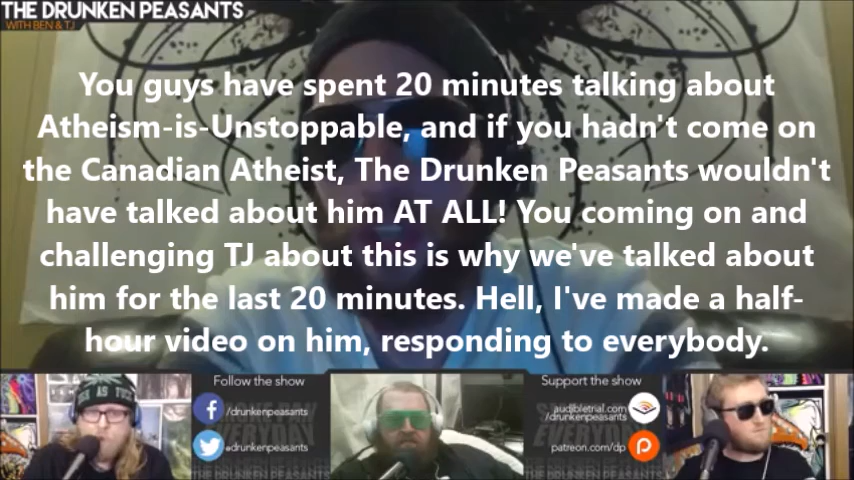 THE DRUNKEN PEASANTS
WITH BEN & TJ
You guys have spent 20 minutes talking about
Atheism-is-Unstoppable, and if you hadn't come on
the Canadian Atheist, The Drunken Peasants wouldn't
have talked about him AT ALL! You coming on and
challenging TJ about this is why we've talked about
him for the last 20 minutes. Hell, I've made a half-
hour video on him, responding to everybody.
Follow the show
/drunkenpeasants
@drunkenpeasants
Support the show
audibletrial.com
/drunkenpeasants
patreon.com/dp
THE DRUNKEN PEASANTS